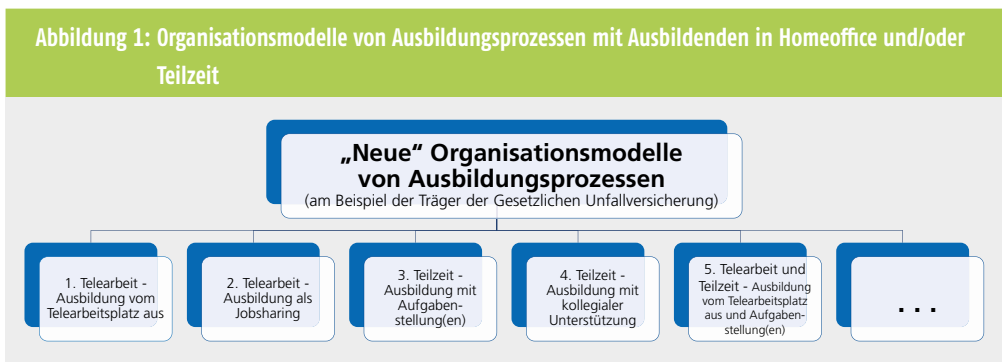 Abbildung 1: Organisationsmodelle von Ausbildungsprozessen mit Ausbildenden in Homeoffice und/oder
Teilzeit
„Neue“ Organisationsmodelle
von Ausbildungsprozessen
(am Beispiel der Träger der Gesetzlichen Unfallversicherung)
1. Telearbeit -
Ausbildung vom
Telearbeitsplatz aus
2. Telearbeit -
Ausbildung als
Jobsharing
3. Teilzeit -
Ausbildung mit
Aufgaben-
stellung(en)
4. Teilzeit -
Ausbildung mit
kollegialer
Unterstützung
5. Telearbeit und
Teilzeit - Ausbildung
vom Telearbeitsplatz
aus und Aufgaben-
stellung(en)
. . .